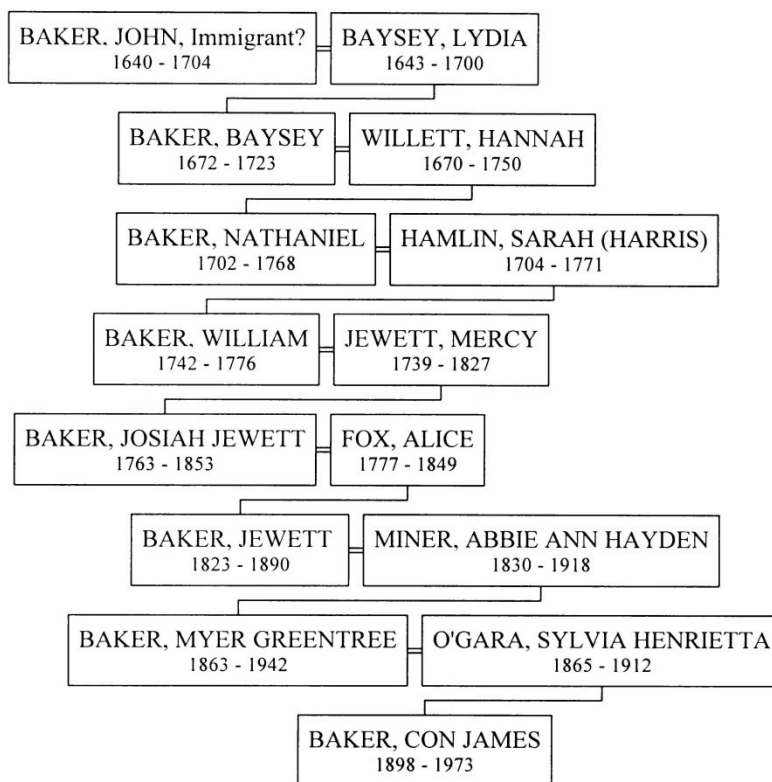 BAKER, JOHN, Immigrant?
1640 - 1704
BAYSEY, LYDIA
1643 - 1700
BAKER, BAYSEY
1672 - 1723
WILLETT, HANNAH
1670 - 1750
BAKER, NATHANIEL
1702 - 1768
HAMLIN, SARAH (HARRIS)
1704 - 1771
BAKER, WILLIAM
1742 - 1776
JEWETT, MERCY
1739 - 1827
BAKER, JOSIAH JEWETT
1763 - 1853
FOX, ALICE
1777 - 1849
BAKER, JEWETT
1823 - 1890
MINER, ABBIE ANN HAYDEN
1830 - 1918
BAKER, MYER GREENTREE
1863 - 1942
O'GARA, SYLVIA HENRIETTA
1865 - 1912
BAKER, CON JAMES
1898 - 1973